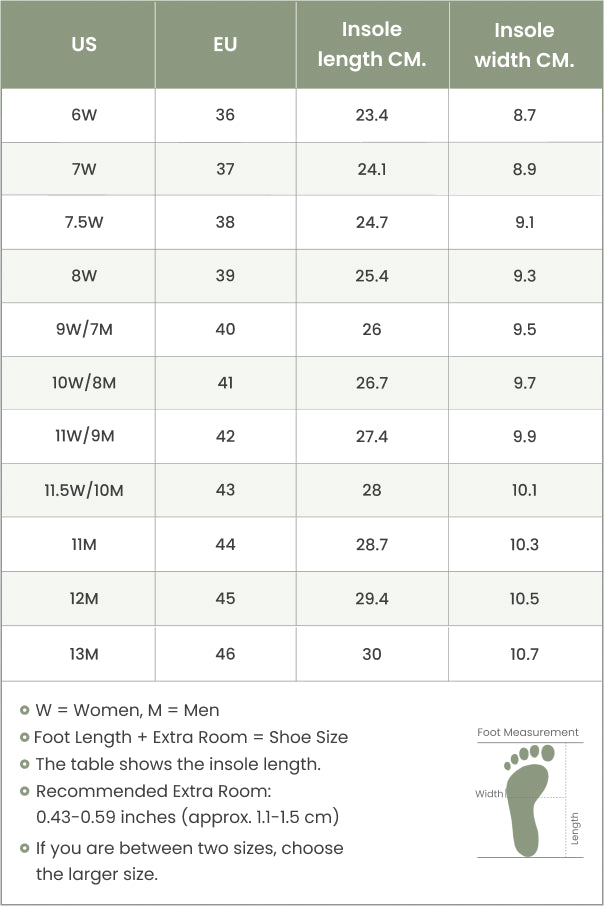 US EU Insole length CM. Insole width CM.
6W 36 23.4 8.7
7W 37 24.1 8.9
7.5W 38 24.7 9.1
8W 39 25.4 9.3
9W/7M 40 26 9.5
10W/8M 41 26.7 9.7
11W/9M 42 27.4 9.9
11.5W/10M 43 28 10.1
11M 44 28.7 10.3
12M 45 29.4 10.5
13M 46 30 10.7
W = Women, M = Men
Foot Length + Extra Room = Shoe Size
The table shows the insole length.
Recommended Extra Room:
0.43-0.59 inches (approx. 1.1-1.5 cm)
If you are between two sizes, choose
the larger size.
Foot Measurement
Width
Length